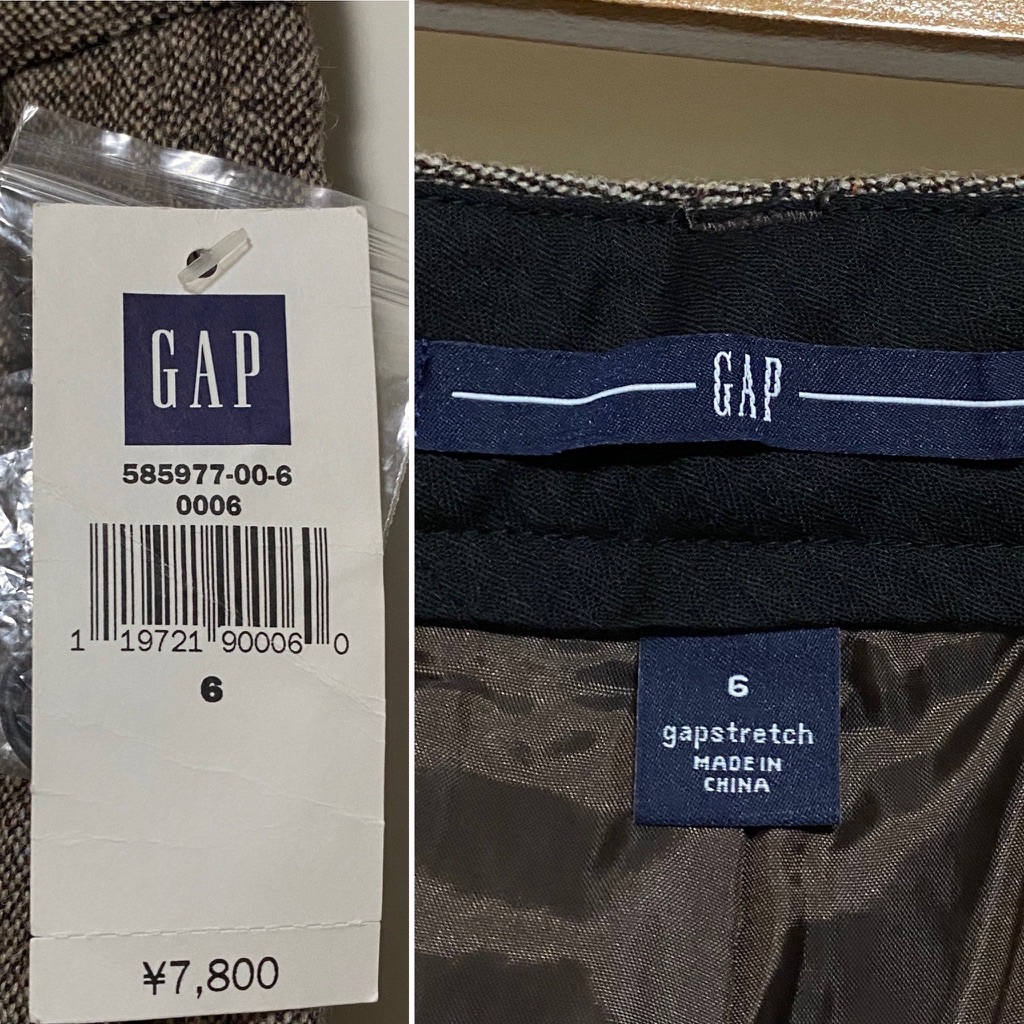 GAP
585977-00-6
0006
1 19721 90006 0
6
¥7,800
GAP
6
gapstretch
MADE IN
CHINA